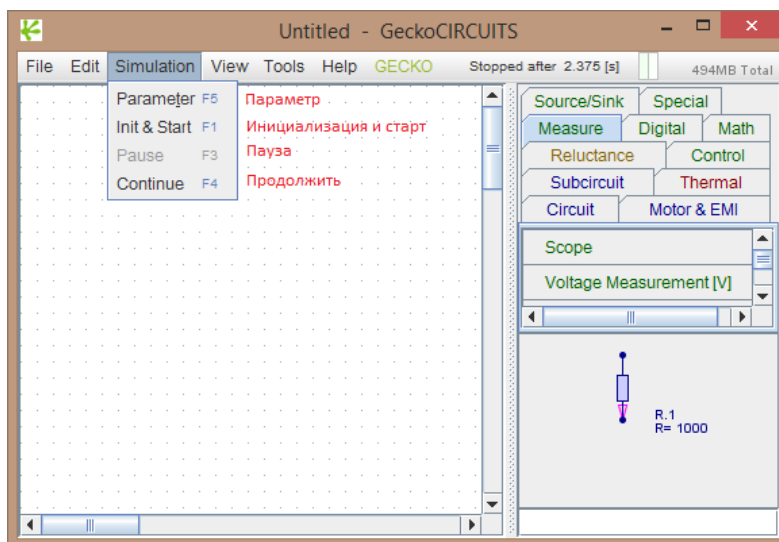 Untitled - GeckoCIRCUITS
File Edit Simulation View Tools Help GECKO Stopped after 2.375 [s] 494MB Total
Parameter F5 Параметр
Init & Start F1 Инициализация и старт
Pause F3 Пауза
Continue F4 Продолжить
Source/Sink Special
Measure Digital Math
Reluctance Control
Subcircuit Thermal
Circuit Motor & EMI
Scope
Voltage Measurement [V]
R.1
R= 1000